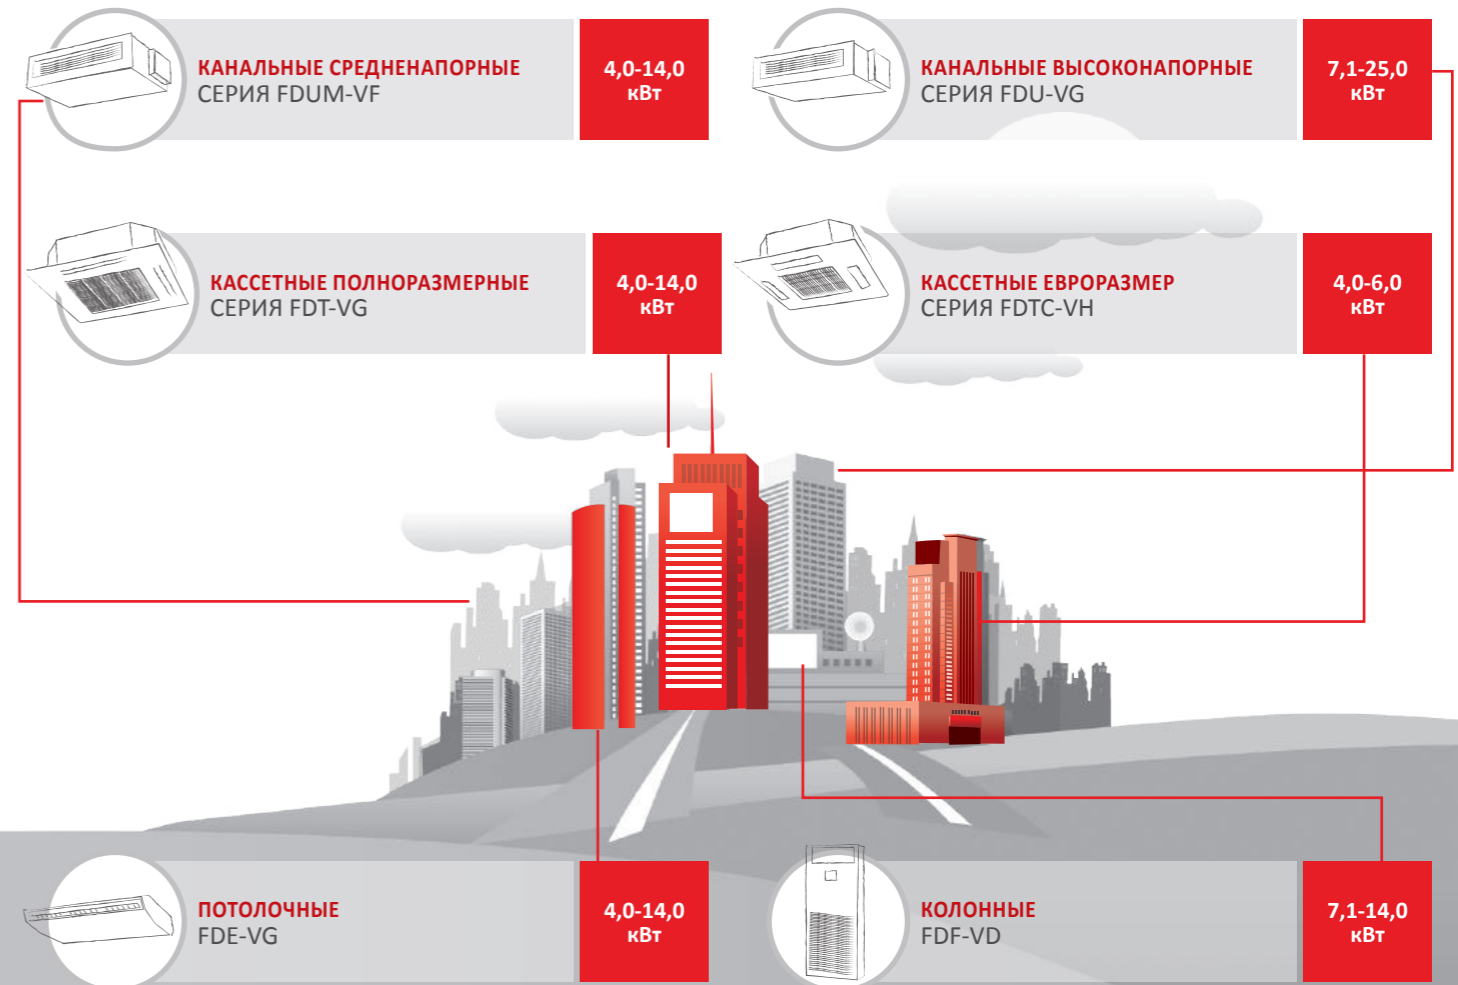 КАНАЛЬНЫЕ СРЕДНЕНАПОРНЫЕ
СЕРИЯ FDUM-VF
4,0-14,0
кВт
КАНАЛЬНЫЕ ВЫСОКОНАПОРНЫЕ
СЕРИЯ FDU-VG
7,1-25,0
кВт
КАССЕТНЫЕ ПОЛНОРАЗМЕРНЫЕ
СЕРИЯ FDT-VG
4,0-14,0
кВт
КАССЕТНЫЕ ЕВРОРАЗМЕР
СЕРИЯ FDTC-VH
4,0-6,0
кВт
ПОТОЛОЧНЫЕ
FDE-VG
4,0-14,0
кВт
КОЛОННЫЕ
FDF-VD
7,1-14,0
кВт